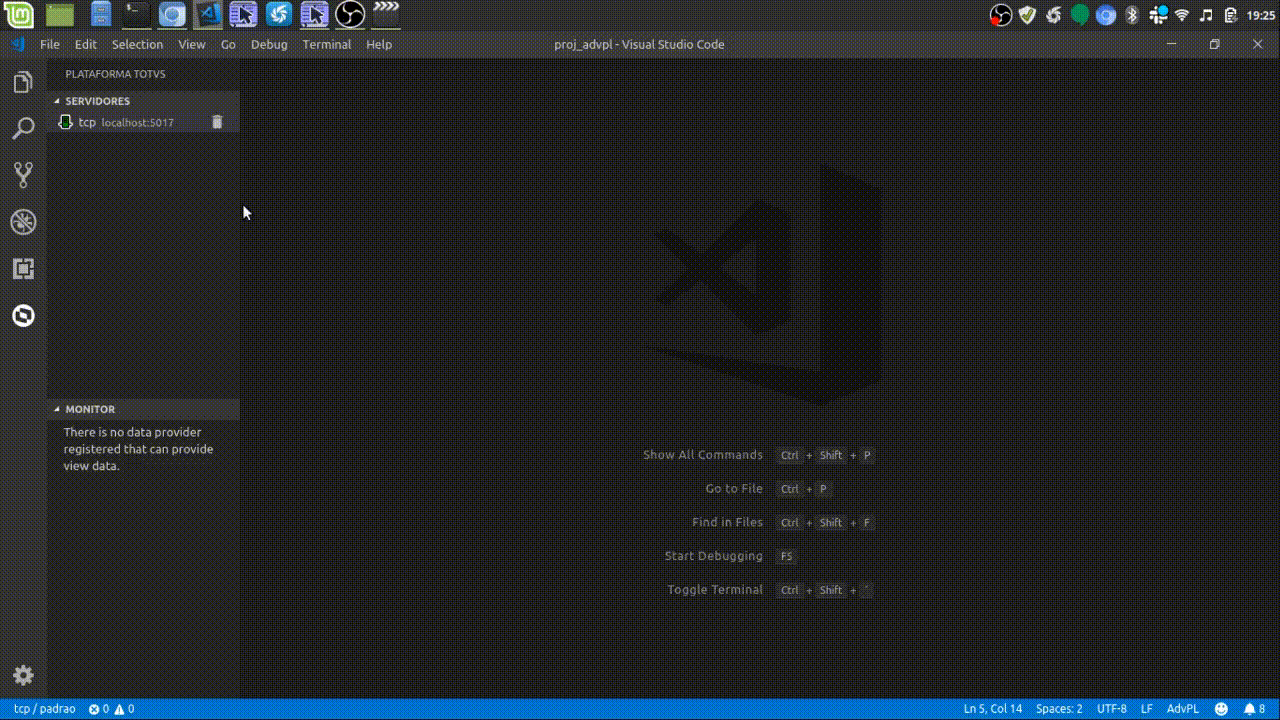 19:25
File Edit Selection View Go Debug Terminal Help
proj_advpl - Visual Studio Code
PLATAFORMA TOTVS
SERVIDORES
tcp localhost:5017
MONITOR
There is no data provider
registered that can provide
view data.
Show All Commands Ctrl + Shift + P
Go to File Ctrl + P
Find in Files Ctrl + Shift + F
Start Debugging F5
Toggle Terminal Ctrl + Shift + `
tcp / padrao 0 0
Ln 5, Col 14 Spaces: 2 UTF-8 LF AdvPL 8